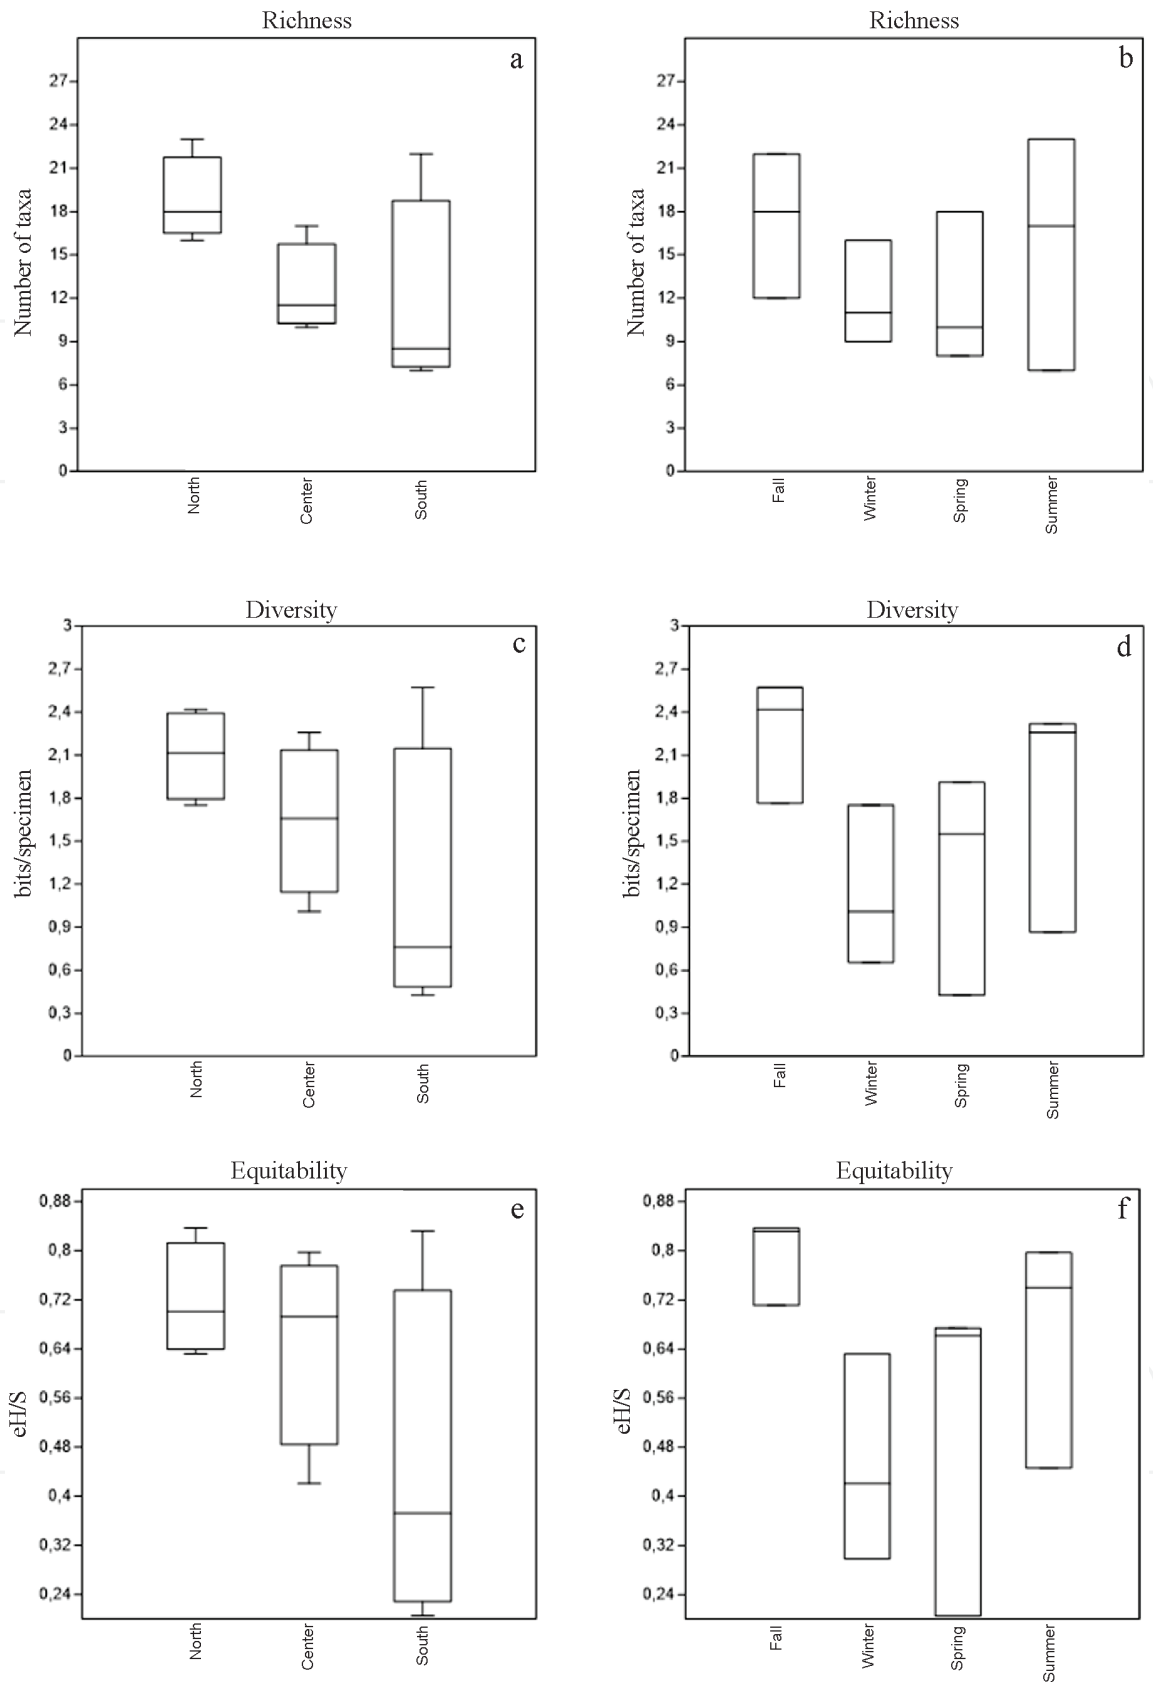 Richness
a
27
24
21
18
15
12
9
6
3
0
Number of taxa
North
Center
South
Richness
b
27
24
21
18
15
12
9
6
3
0
Number of taxa
Fall
Winter
Spring
Summer
Diversity
c
3
2,7
2,4
2,1
1,8
1,5
1,2
0,9
0,6
0,3
0
bits/specimen
North
Center
South
Diversity
d
3
2,7
2,4
2,1
1,8
1,5
1,2
0,9
0,6
0,3
0
bits/specimen
Fall
Winter
Spring
Summer
Equitability
e
0,88
0,8
0,72
0,64
0,56
0,48
0,4
0,32
0,24
eH/S
North
Center
South
Equitability
f
0,88
0,8
0,72
0,64
0,56
0,48
0,4
0,32
0,24
eH/S
Fall
Winter
Spring
Summer